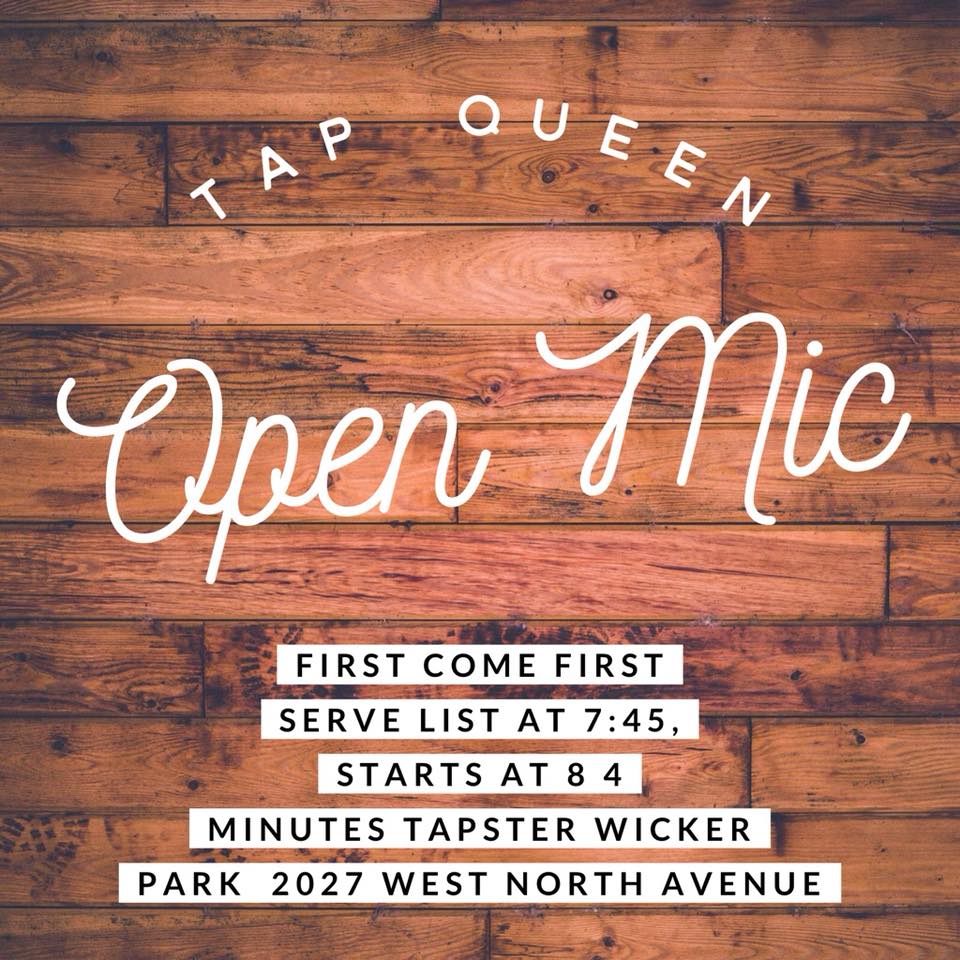 TAP QUEEN
Open Mic
FIRST COME FIRST
SERVE LIST AT 7:45,
STARTS AT 8 4
MINUTES TAPSTER WICKER
PARK 2027 WEST NORTH AVENUE